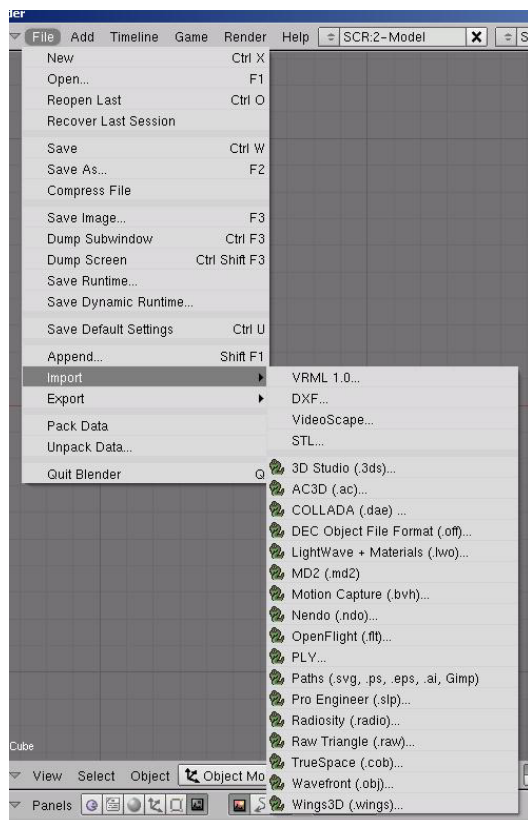 der
File Add Timeline Game Render Help SCR:2-Model X S
New Ctrl X
Open... F1
Reopen Last Ctrl O
Recover Last Session
Save Ctrl W
Save As... F2
Compress File
Save Image... F3
Dump Subwindow Ctrl F3
Dump Screen Ctrl Shift F3
Save Runtime...
Save Dynamic Runtime...
Save Default Settings Ctrl U
Append... Shift F1
Import
Export
Pack Data
Unpack Data...
Quit Blender Q
VRML 1.0...
DXF...
VideoScape...
STL...
3D Studio (.3ds)...
AC3D (.ac)...
COLLADA (.dae) ...
DEC Object File Format (.off)...
LightWave + Materials (.lwo)...
MD2 (.md2)
Motion Capture (.bvh)...
Nendo (.ndo)...
OpenFlight (.flt)...
PLY...
Paths (.svg, .ps, .eps, .ai, Gimp)
Pro Engineer (.slp)...
Radiosity (.radio)...
Raw Triangle (.raw)...
TrueSpace (.cob)...
Wavefront (.obj)...
Wings3D (.wings)...
Cube
View Select Object Object Mo
Panels